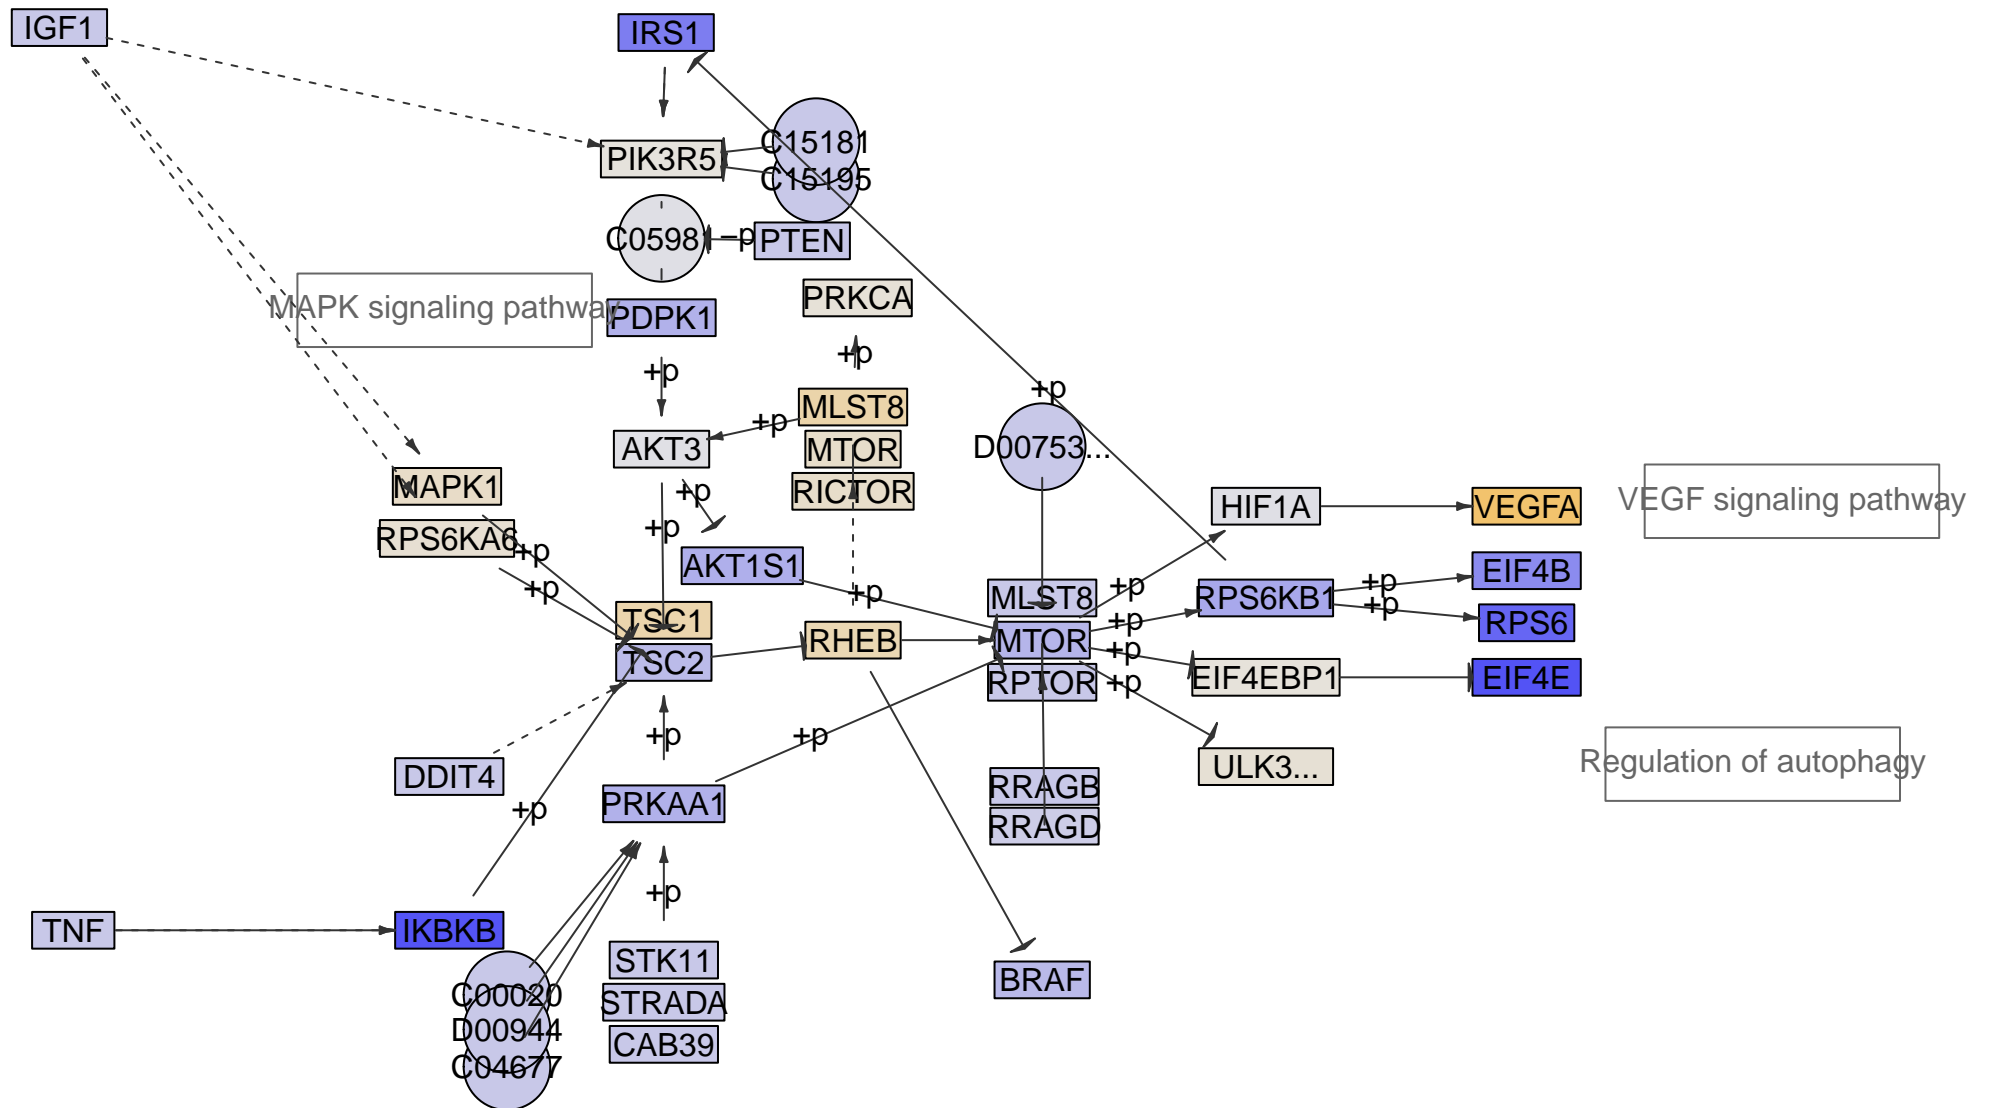 IGF1
IRS1
C15181
PIK3R5
C15195
C0598
−p
PTEN
PRKCA
MAPK signaling pathway
PDPK1
+p
+p
+p
MLST8
+p
AKT3
MTOR
D00753...
MAPK1
RICTOR
+p
VEGF signaling pathway
HIF1A
VEGFA
+p
RPS6KA6
+p
AKT1S1
EIF4B
+p
+p
+p
+p
MLST8
RPS6KB1
+p
TSC1
+p
RPS6
RHEB
MTOR
+p
TSC2
RPTOR
+p
EIF4EBP1
EIF4E
+p
+p
Regulation of autophagy
DDIT4
ULK3...
RRAGB
PRKAA1
+p
RRAGD
+p
TNF
IKBKB
STK11
BRAF
C00020
STRADA
D00944
CAB39
C04677